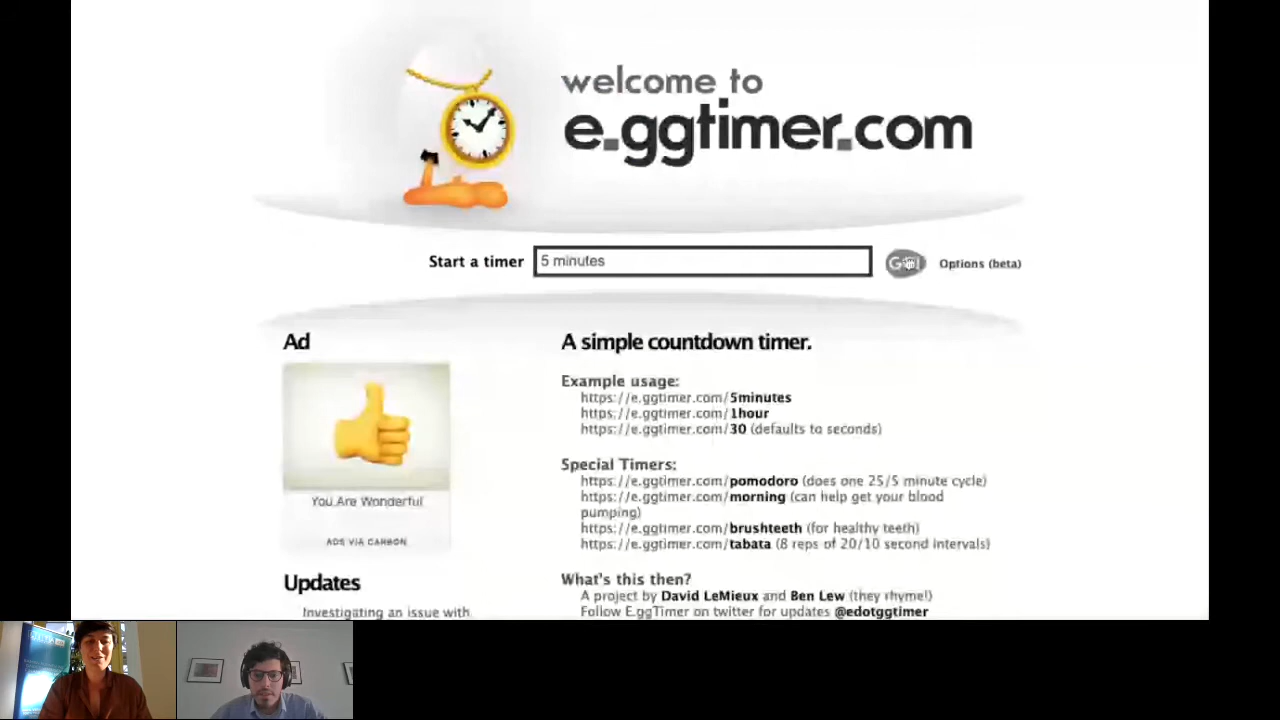 welcome to
e.ggtimer.com
Start a timer
5 minutes
Options (beta)
Ad
You Are Wonderful
ADS VIA CARBON
Updates
Investigating an issue with
A simple countdown timer.
Example usage:
https://e.ggtimer.com/5minutes
https://e.ggtimer.com/1hour
https://e.ggtimer.com/30 (defaults to seconds)
Special Timers:
https://e.ggtimer.com/pomodoro (does one 25/5 minute cycle)
https://e.ggtimer.com/morning (can help get your blood
pumping)
https://e.ggtimer.com/brushteeth (for healthy teeth)
https://e.ggtimer.com/tabata (8 reps of 20/10 second intervals)
What's this then?
A project by David LeMieux and Ben Lew (they rhyme!)
Follow E.ggTimer on twitter for updates @edotggtimer